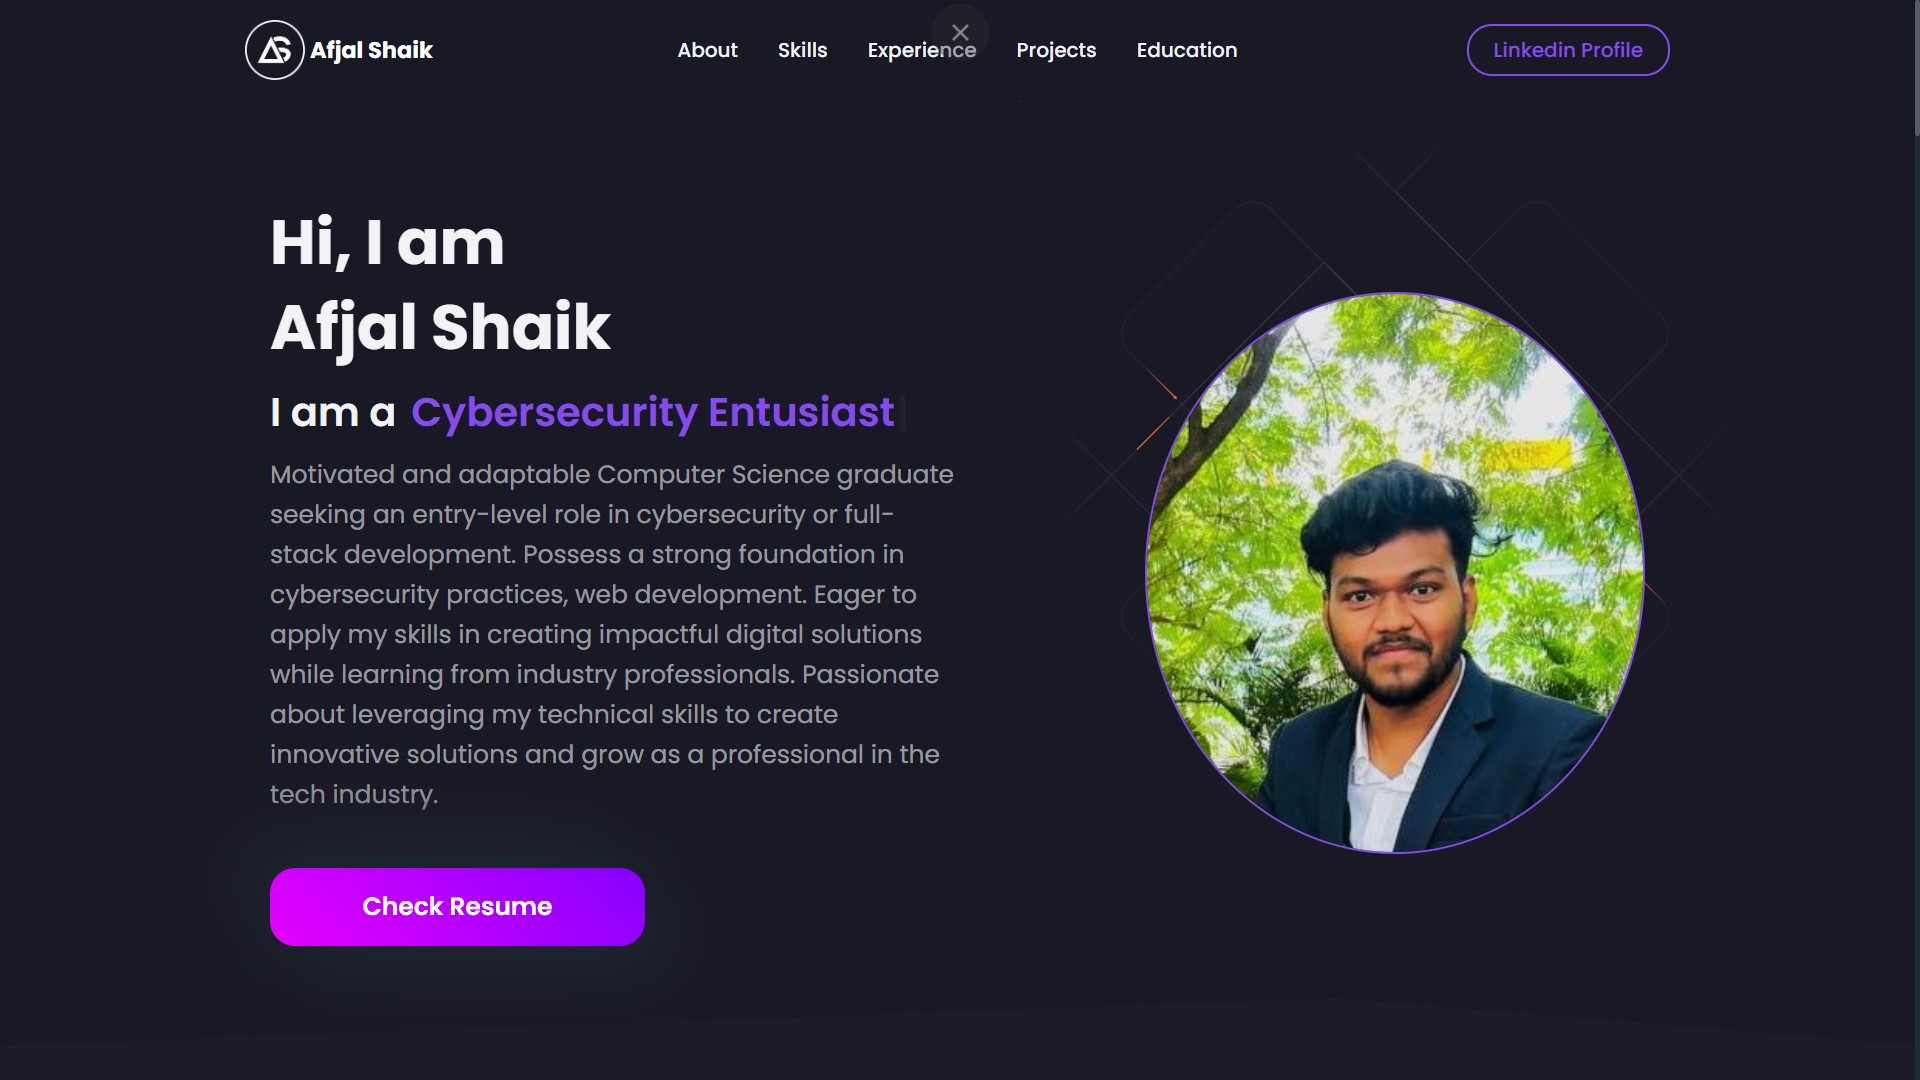 AS Afjal Shaik
About Skills Experience Projects Education
Linkedin Profile
Hi, I am
Afjal Shaik
I am a Cybersecurity Entusiast
Motivated and adaptable Computer Science graduate
seeking an entry-level role in cybersecurity or full-
stack development. Possess a strong foundation in
cybersecurity practices, web development. Eager to
apply my skills in creating impactful digital solutions
while learning from industry professionals. Passionate
about leveraging my technical skills to create
innovative solutions and grow as a professional in the
tech industry.
Check Resume